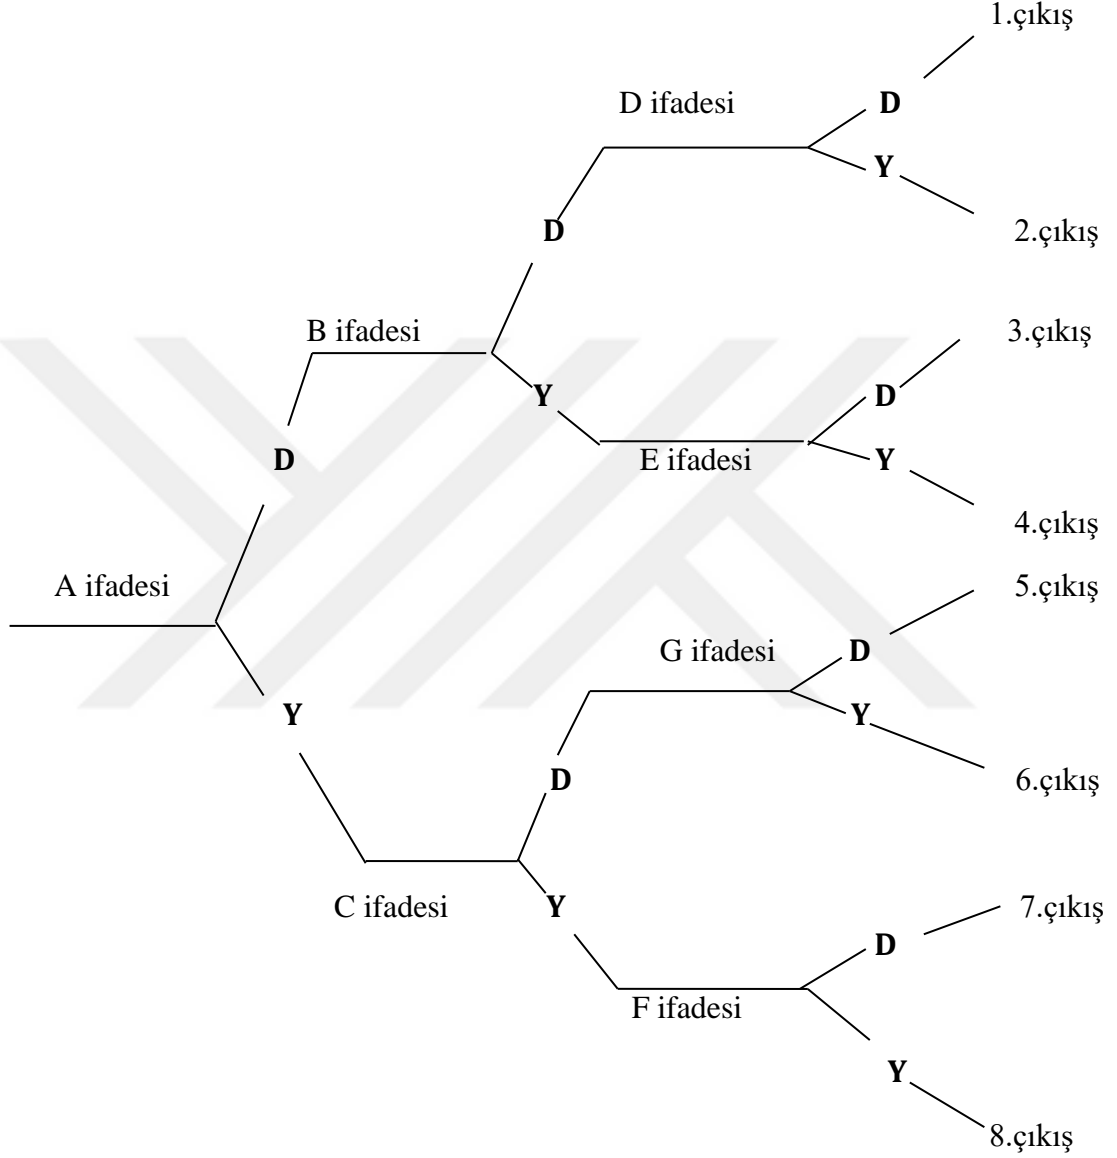 1.çıkış
D ifadesi
D
Y
D
2.çıkış
B ifadesi
3.çıkış
D
Y
D
E ifadesi
Y
4.çıkış
A ifadesi
5.çıkış
G ifadesi
D
Y
Y
D
6.çıkış
C ifadesi
Y
7.çıkış
D
F ifadesi
Y
8.çıkış